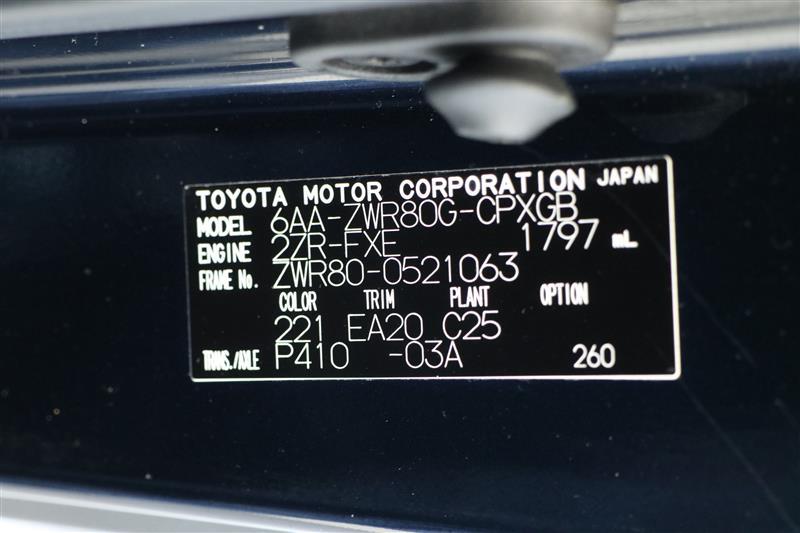 TOYOTA MOTOR CORPORATION JAPAN
MODEL 6AA-ZWR80G-CPXGB
ENGINE 2ZR-FXE 1797 mL
FRAME No. ZWR80-0521063
COLOR TRIM PLANT OPTION
221 EA20 C25
TRANS./AXLE P410 -03A 260